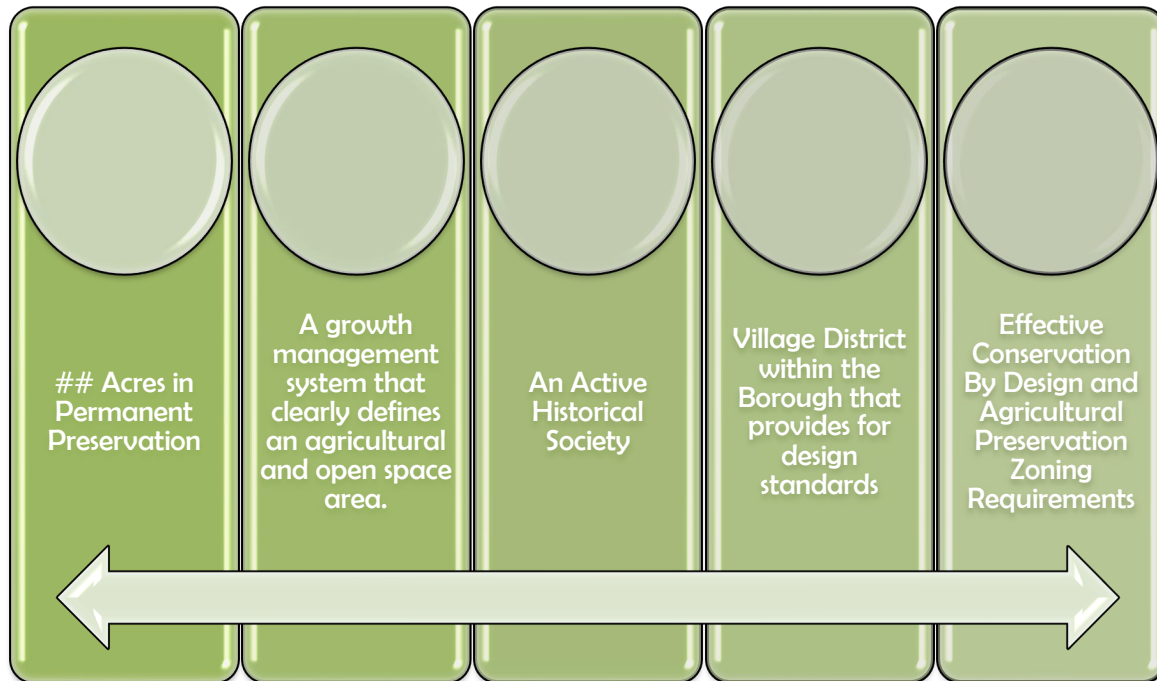 ## Acres in
Permanent
Preservation
A growth
management
system that
clearly defines
an agricultural
and open space
area.
An Active
Historical
Society
Village District
within the
Borough that
provides for
design
standards
Effective
Conservation
By Design and
Agricultural
Preservation
Zoning
Requirements